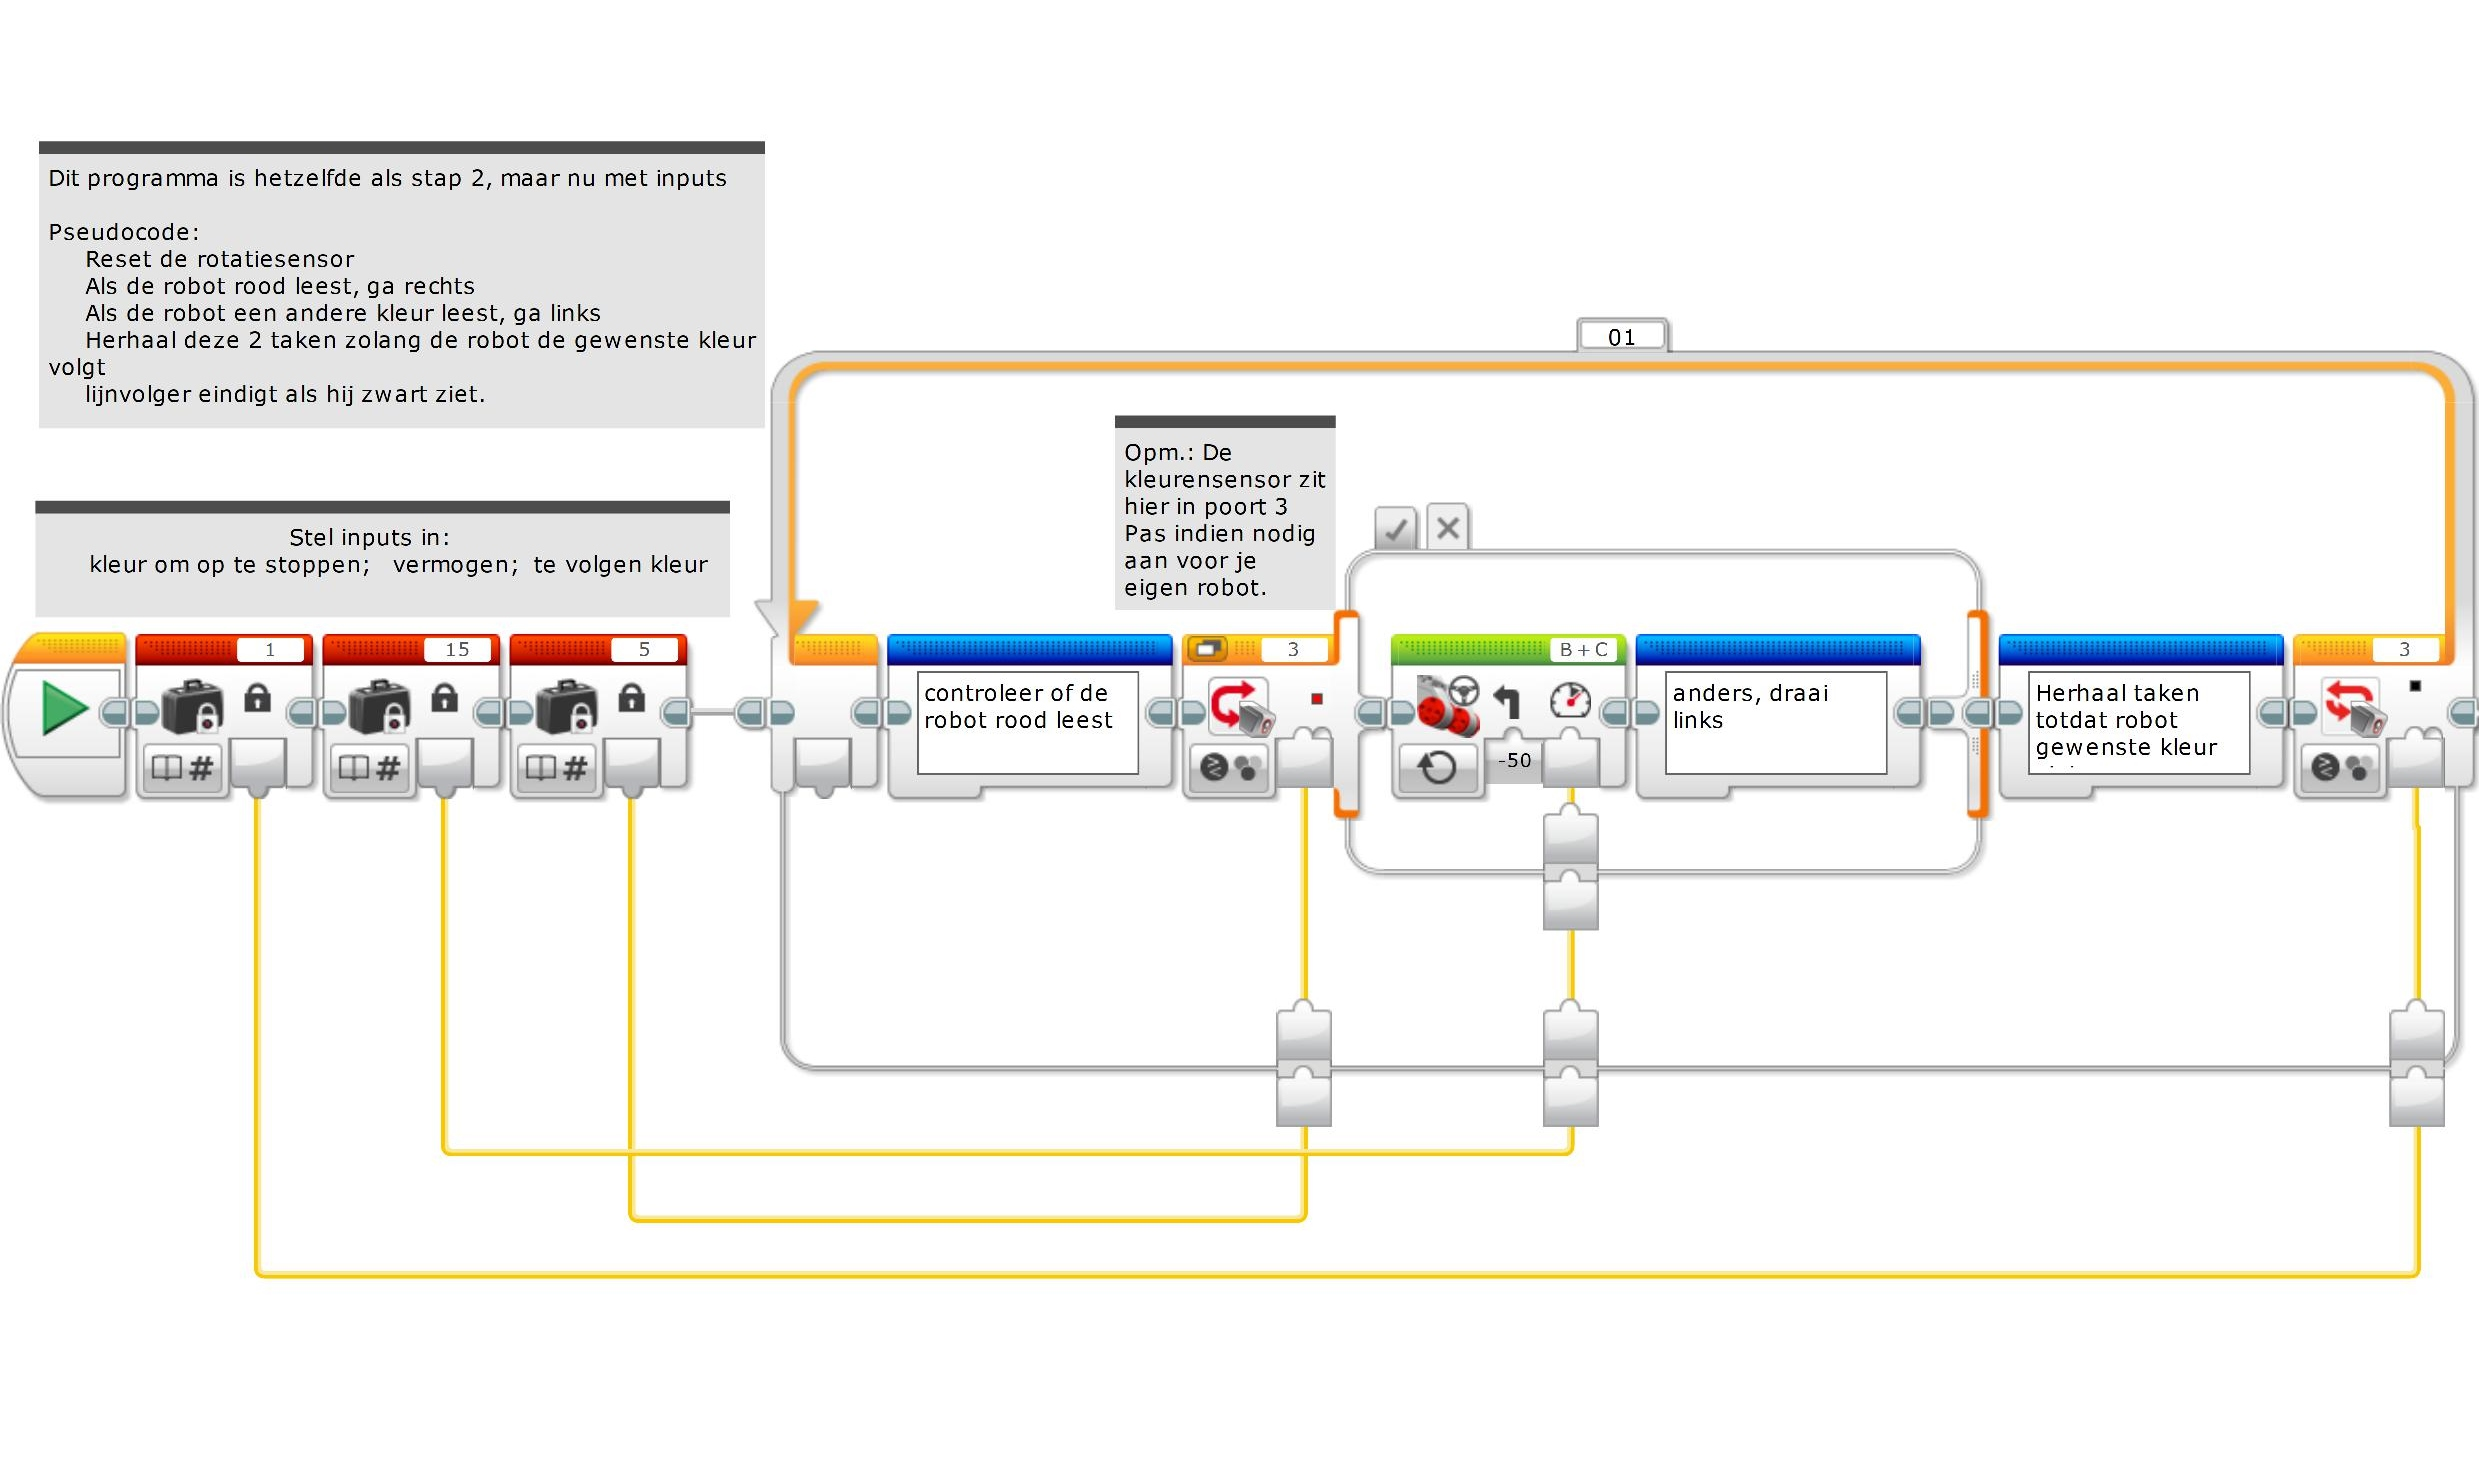 Dit programma is hetzelfde als stap 2, maar nu met inputs
Pseudocode:
Reset de rotatiesensor
Als de robot rood leest, ga rechts
Als de robot een andere kleur leest, ga links
Herhaal deze 2 taken zolang de robot de gewenste kleur
volgt
lijnvolger eindigt als hij zwart ziet.
Stel inputs in:
kleur om op te stoppen; vermogen; te volgen kleur
01
Opm.: De
kleurensensor zit
hier in poort 3
Pas indien nodig
aan voor je
eigen robot.
1
15
5
controleer of de
robot rood leest
3
B + C
-50
anders, draai
links
Herhaal taken
totdat robot
gewenste kleur
3
#
#
#